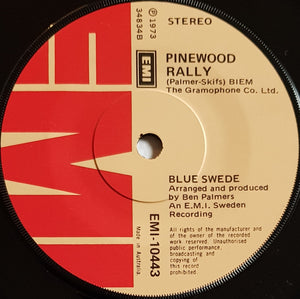 STEREO
℗ 1973
34834B
EMI
EMI
PINEWOOD
RALLY
(Palmer-Skifs) BIEM
The Gramophone Co. Ltd.
BLUE SWEDE
Arranged and produced
by Ben Palmers
An E.M.I. Sweden
Recording
EMI-10443
Made in Australia
All rights of the manufacturer and
of the owner of the recorded
work reserved. Unauthorised
public performance,
broadcasting and
copying of
this record
prohibited.